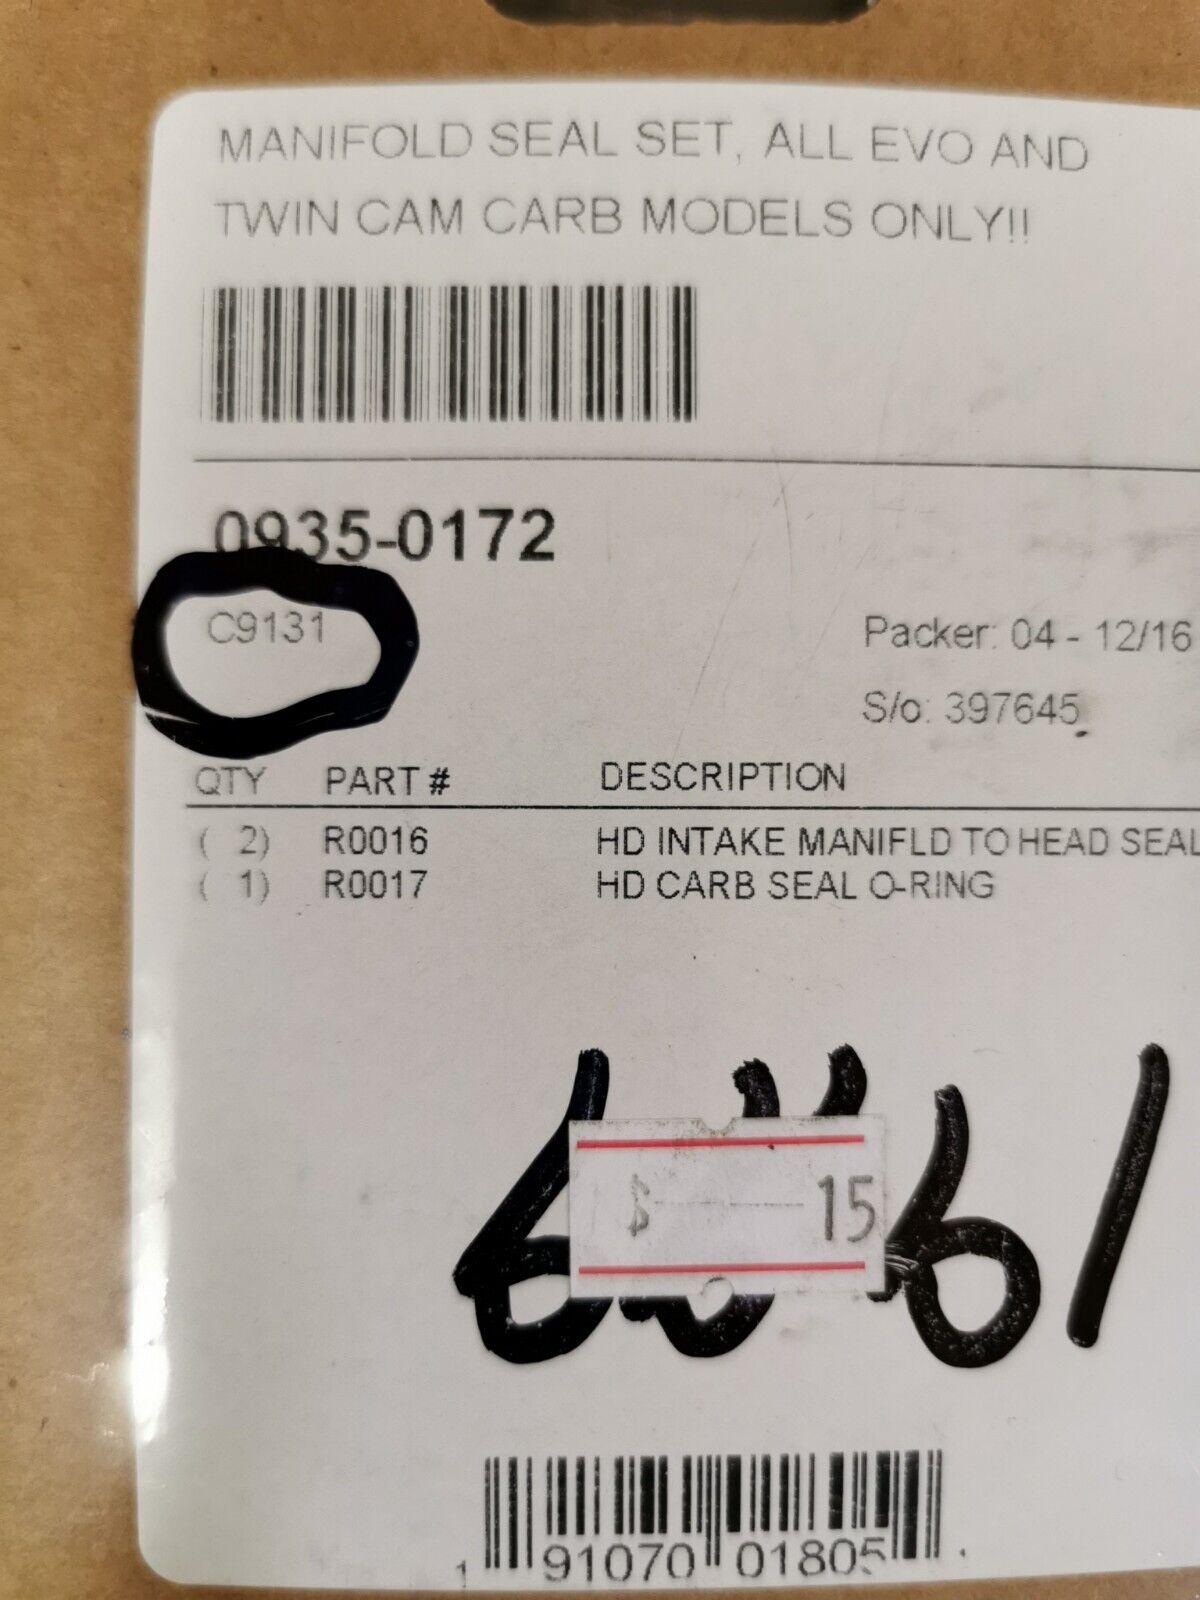 MANIFOLD SEAL SET, ALL EVO AND
TWIN CAM CARB MODELS ONLY!!
0935-0172
C9131
Packer: 04 - 12/16
S/o: 397645
QTY PART # DESCRIPTION
( 2) R0016 HD INTAKE MANIFLD TO HEAD SEAL
( 1) R0017 HD CARB SEAL O-RING
$ 15
1 91070 01805